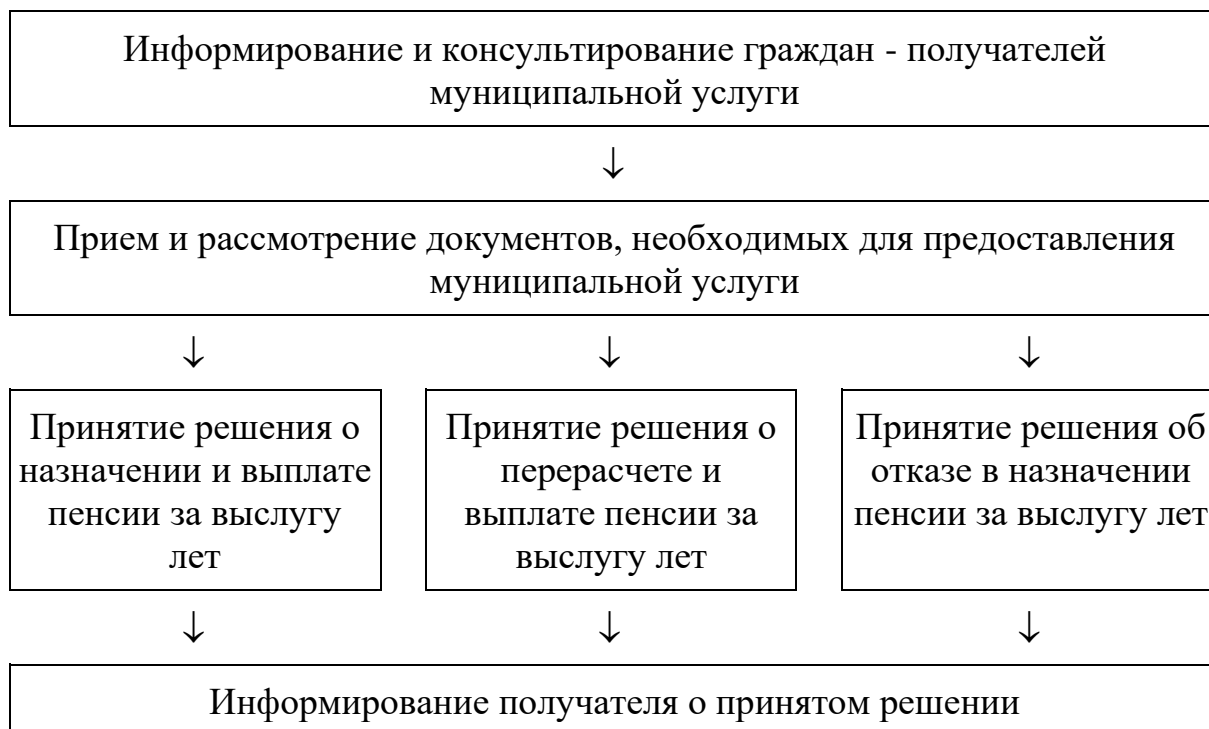 Информирование и консультирование граждан - получателей
муниципальной услуги
↓
Прием и рассмотрение документов, необходимых для предоставления
муниципальной услуги
↓ ↓ ↓
Принятие решения о
назначении и выплате
пенсии за выслугу
лет
Принятие решения о
перерасчете и
выплате пенсии за
выслугу лет
Принятие решения об
отказе в назначении
пенсии за выслугу лет
↓ ↓ ↓
Информирование получателя о принятом решении